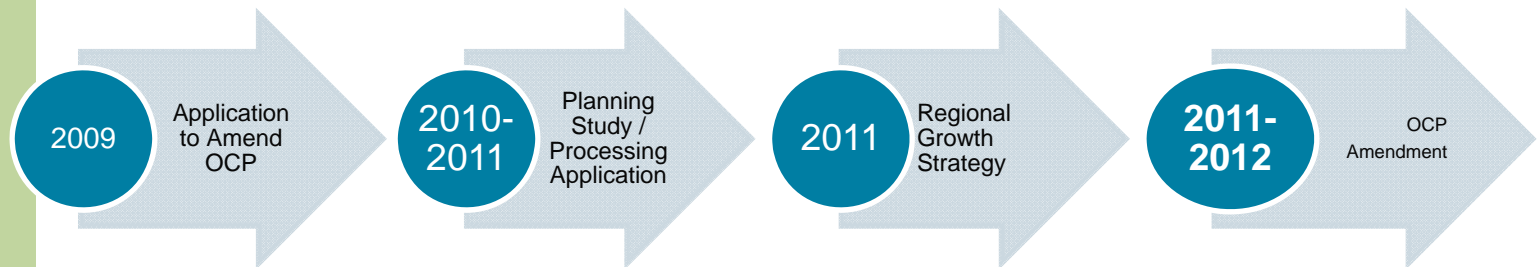 2009
Application
to Amend
OCP
2010-
2011
Planning
Study /
Processing
Application
2011
Regional
Growth
Strategy
2011-
2012
OCP
Amendment